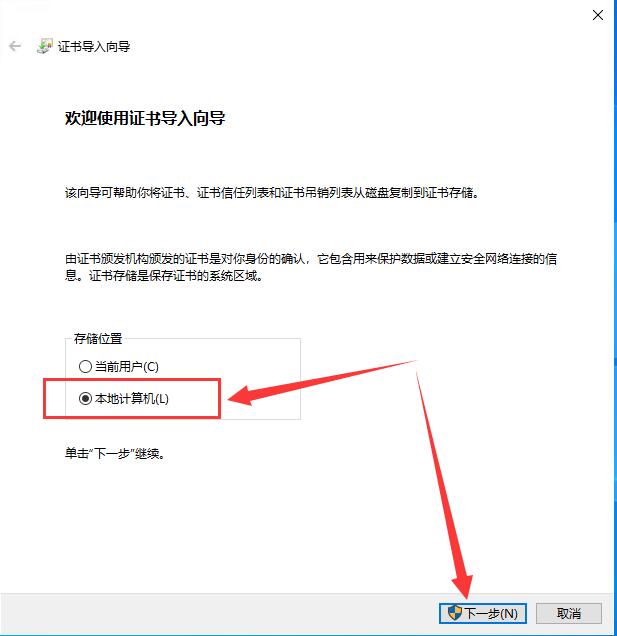 证书导入向导
欢迎使用证书导入向导
该向导可帮助你将证书、证书信任列表和证书吊销列表从磁盘复制到证书存储。
由证书颁发机构颁发的证书是对你身份的确认，它包含用来保护数据或建立安全网络连接的信
息。证书存储是保存证书的系统区域。
存储位置
当前用户(C)
本地计算机(L)
单击“下一步”继续。
下一步(N)
取消